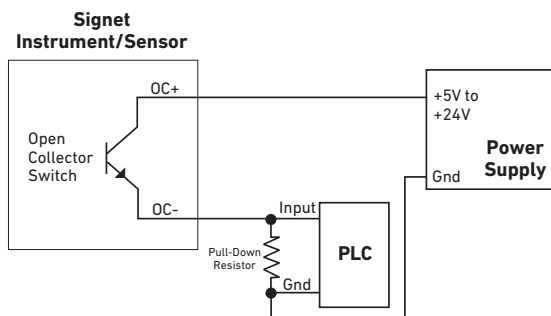 Signet
Instrument/Sensor
OC+
+5V to
+24V
Open
Collector
Switch
Power
Supply
Gnd
OC-
Input
PLC
Pull-Down
Resistor
Gnd